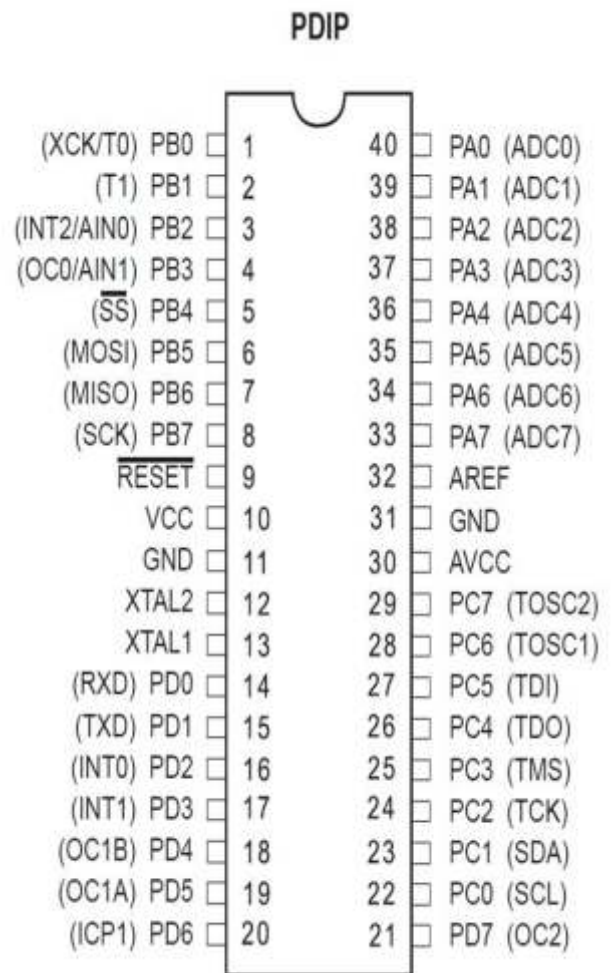 PDIP
(XCK/T0) PB0 1 40 PA0 (ADC0)
(T1) PB1 2 39 PA1 (ADC1)
(INT2/AIN0) PB2 3 38 PA2 (ADC2)
(OC0/AIN1) PB3 4 37 PA3 (ADC3)
(SS) PB4 5 36 PA4 (ADC4)
(MOSI) PB5 6 35 PA5 (ADC5)
(MISO) PB6 7 34 PA6 (ADC6)
(SCK) PB7 8 33 PA7 (ADC7)
RESET 9 32 AREF
VCC 10 31 GND
GND 11 30 AVCC
XTAL2 12 29 PC7 (TOSC2)
XTAL1 13 28 PC6 (TOSC1)
(RXD) PD0 14 27 PC5 (TDI)
(TXD) PD1 15 26 PC4 (TDO)
(INT0) PD2 16 25 PC3 (TMS)
(INT1) PD3 17 24 PC2 (TCK)
(OC1B) PD4 18 23 PC1 (SDA)
(OC1A) PD5 19 22 PC0 (SCL)
(ICP1) PD6 20 21 PD7 (OC2)